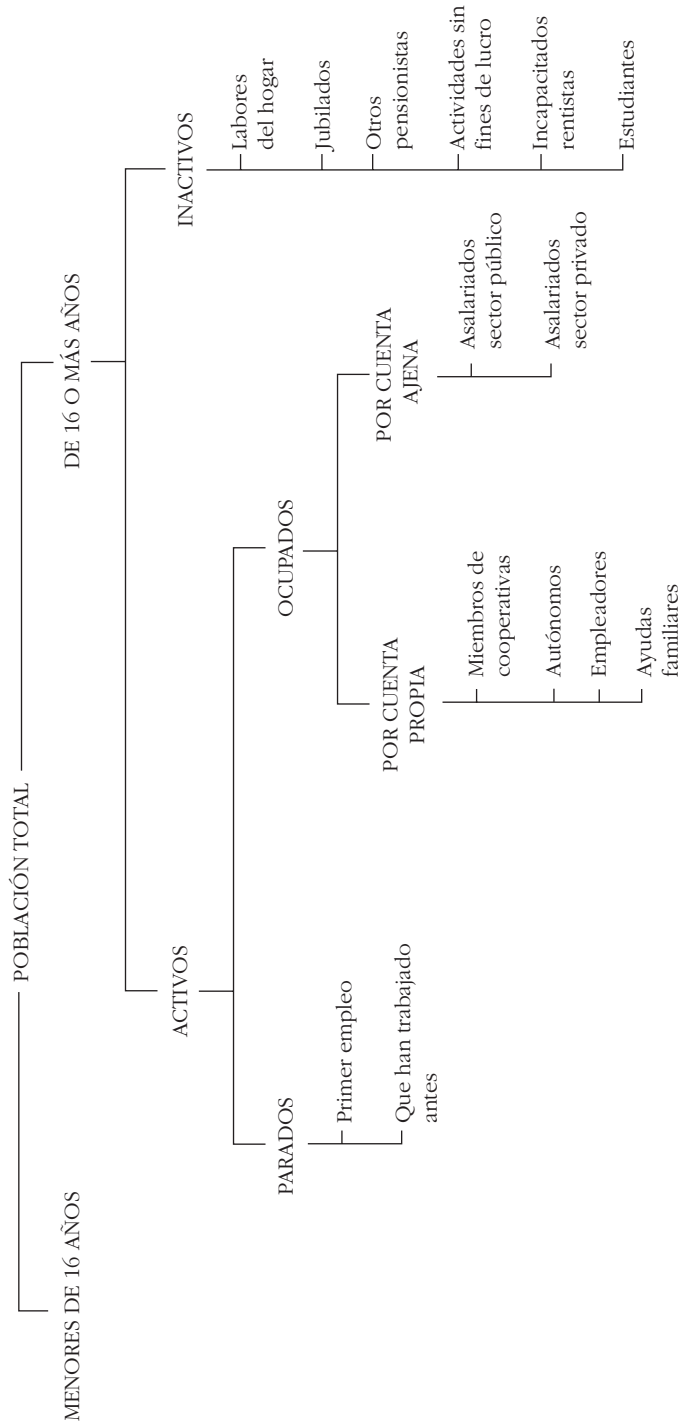 POBLACIÓN TOTAL
MENORES DE 16 AÑOS
DE 16 O MÁS AÑOS
ACTIVOS
INACTIVOS
PARADOS
Primer empleo
Que han trabajado
antes
OCUPADOS
POR CUENTA
PROPIA
Miembros de
cooperativas
Autónomos
Empleadores
Ayudas
familiares
POR CUENTA
AJENA
Asalariados
sector público
Asalariados
sector privado
Labores
del hogar
Jubilados
Otros
pensionistas
Actividades sin
fines de lucro
Incapacitados
rentistas
Estudiantes